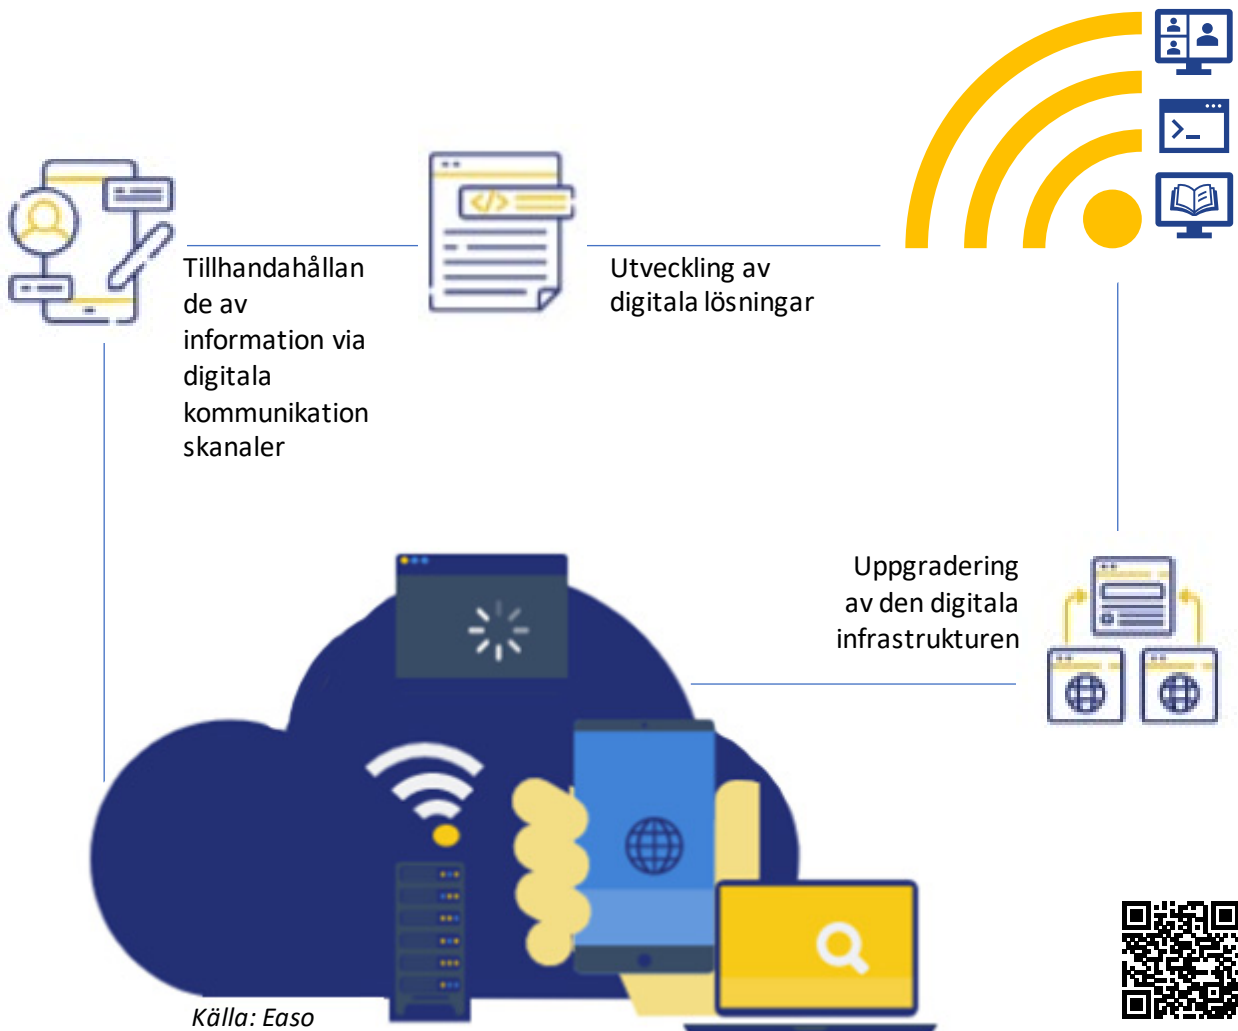 Tillhandahållan
de av
information via
digitala
kommunikation
skanaler
Utveckling av
digitala lösningar
Uppgradering
av den digitala
infrastrukturen
Källa: Easo